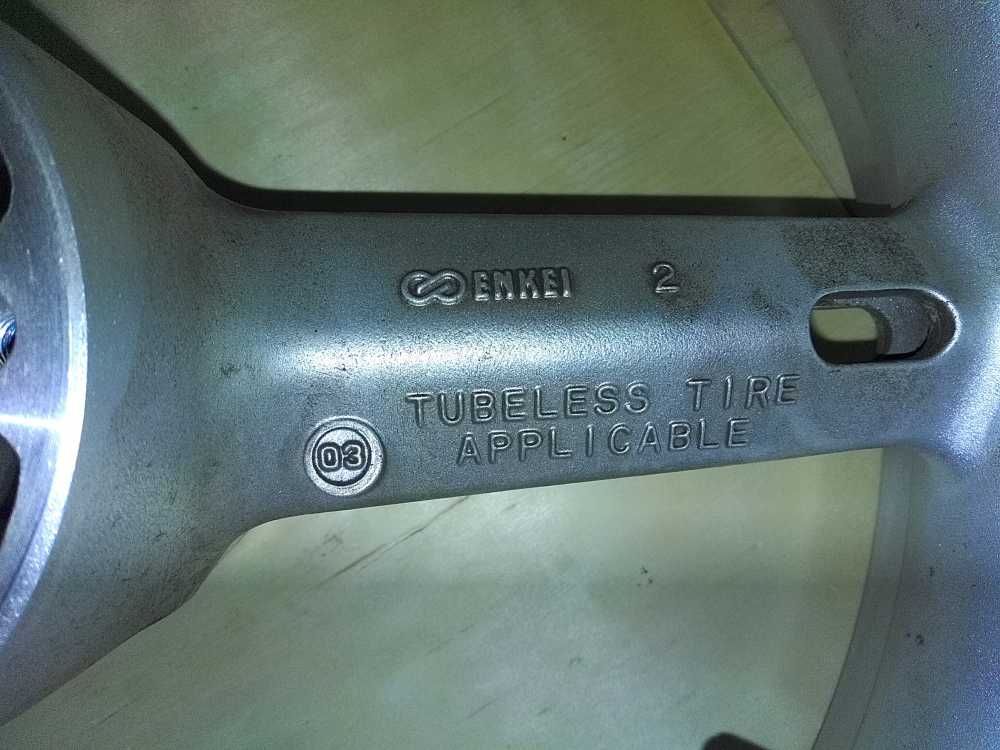 ENKEI 2
TUBELESS TIRE
APPLICABLE
03